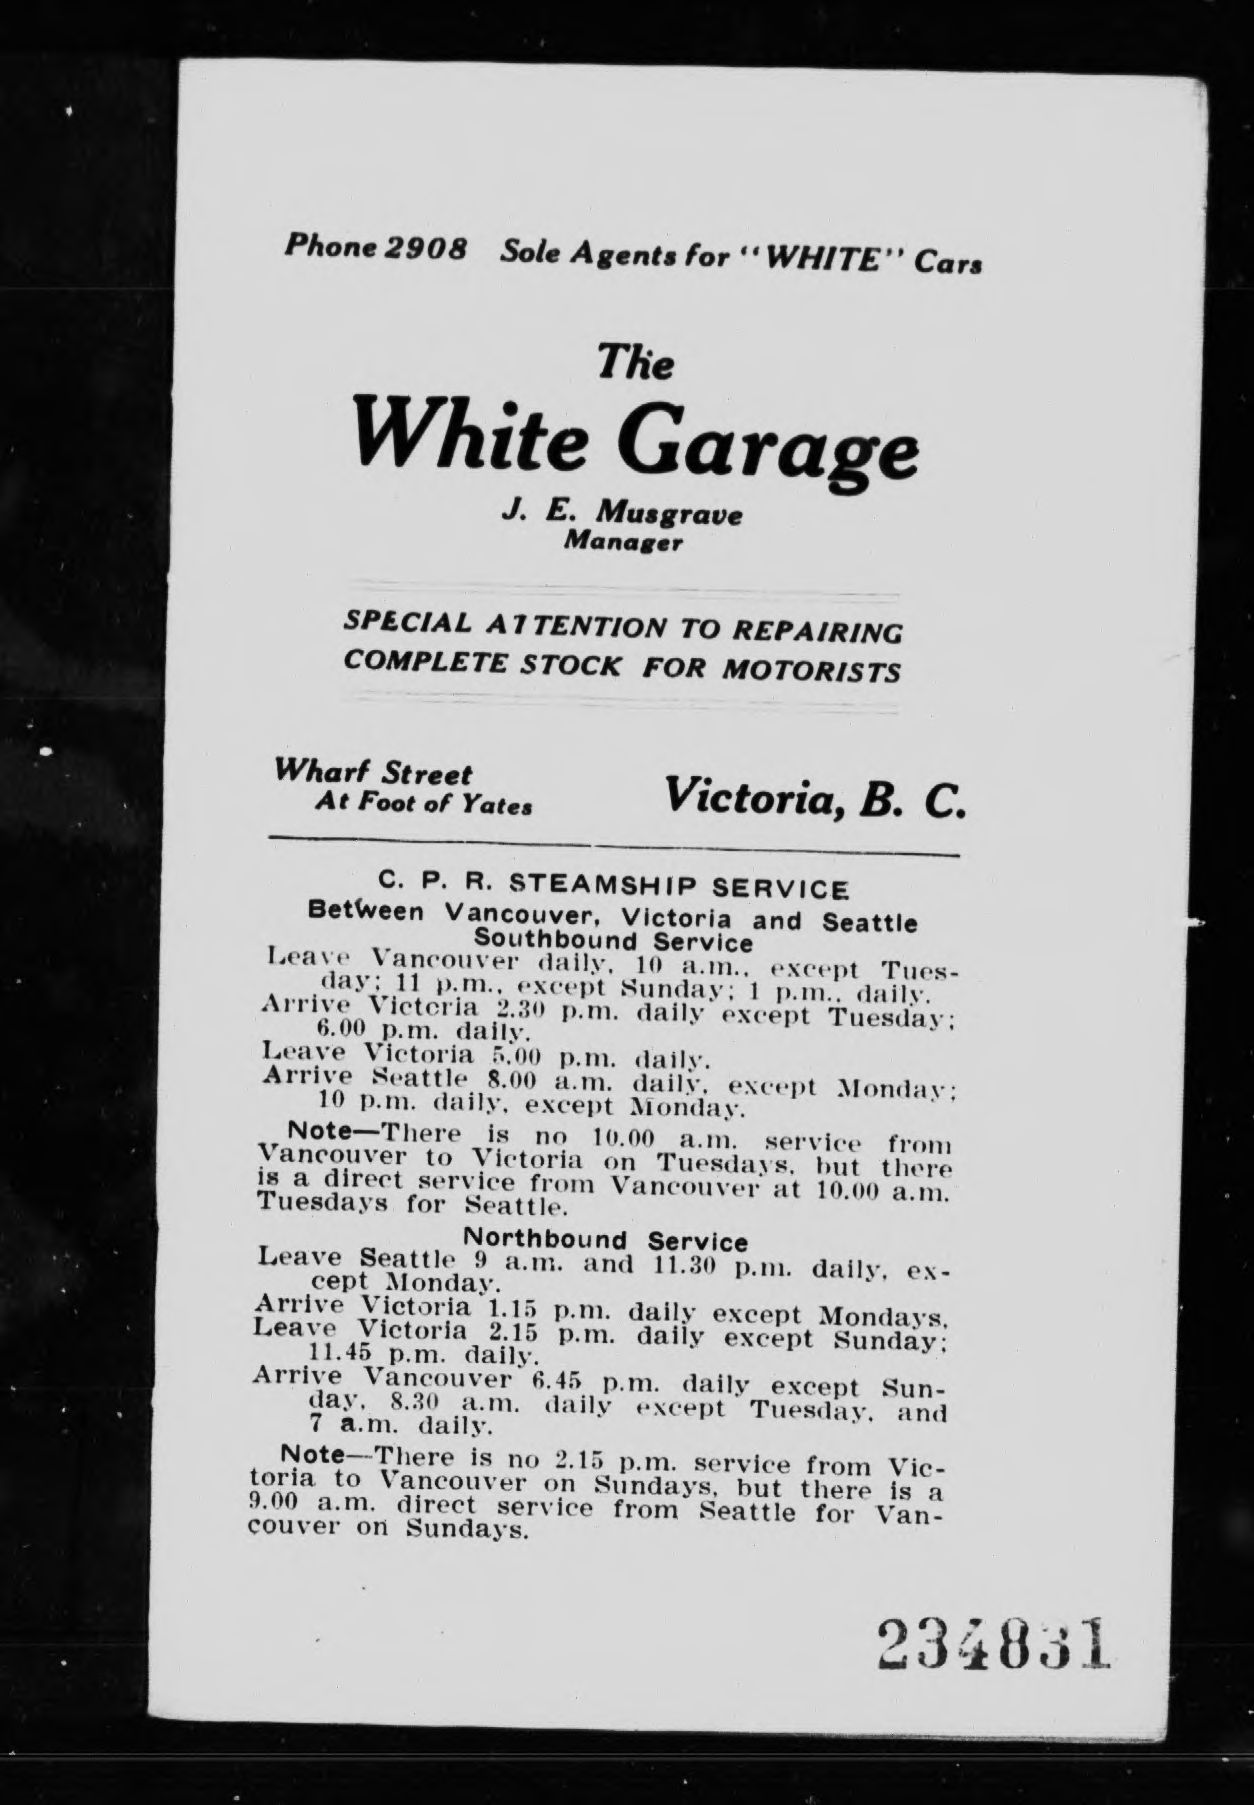 Phone 2908 Sole Agents for "WHITE" Cars
The
White Garage
J. E. Musgrave
Manager
SPECIAL ATTENTION TO REPAIRING
COMPLETE STOCK FOR MOTORISTS
Wharf Street
At Foot of Yates
Victoria, B. C.
C. P. R. STEAMSHIP SERVICE
Between Vancouver, Victoria and Seattle
Southbound Service
Leave Vancouver daily, 10 a.m., except Tues-
day; 11 p.m., except Sunday; 1 p.m., daily.
Arrive Victoria 2.30 p.m. daily except Tuesday;
6.00 p.m. daily.
Leave Victoria 5.00 p.m. daily.
Arrive Seattle 8.00 a.m. daily, except Monday;
10 p.m. daily, except Monday.
Note—There is no 10.00 a.m. service from
Vancouver to Victoria on Tuesdays, but there
is a direct service from Vancouver at 10.00 a.m.
Tuesdays for Seattle.
Northbound Service
Leave Seattle 9 a.m. and 11.30 p.m. daily, ex-
cept Monday.
Arrive Victoria 1.15 p.m. daily except Mondays.
Leave Victoria 2.15 p.m. daily except Sunday;
11.45 p.m. daily.
Arrive Vancouver 6.45 p.m. daily except Sun-
day, 8.30 a.m. daily except Tuesday, and
7 a.m. daily.
Note—There is no 2.15 p.m. service from Vic-
toria to Vancouver on Sundays, but there is a
9.00 a.m. direct service from Seattle for Van-
couver on Sundays.
234831